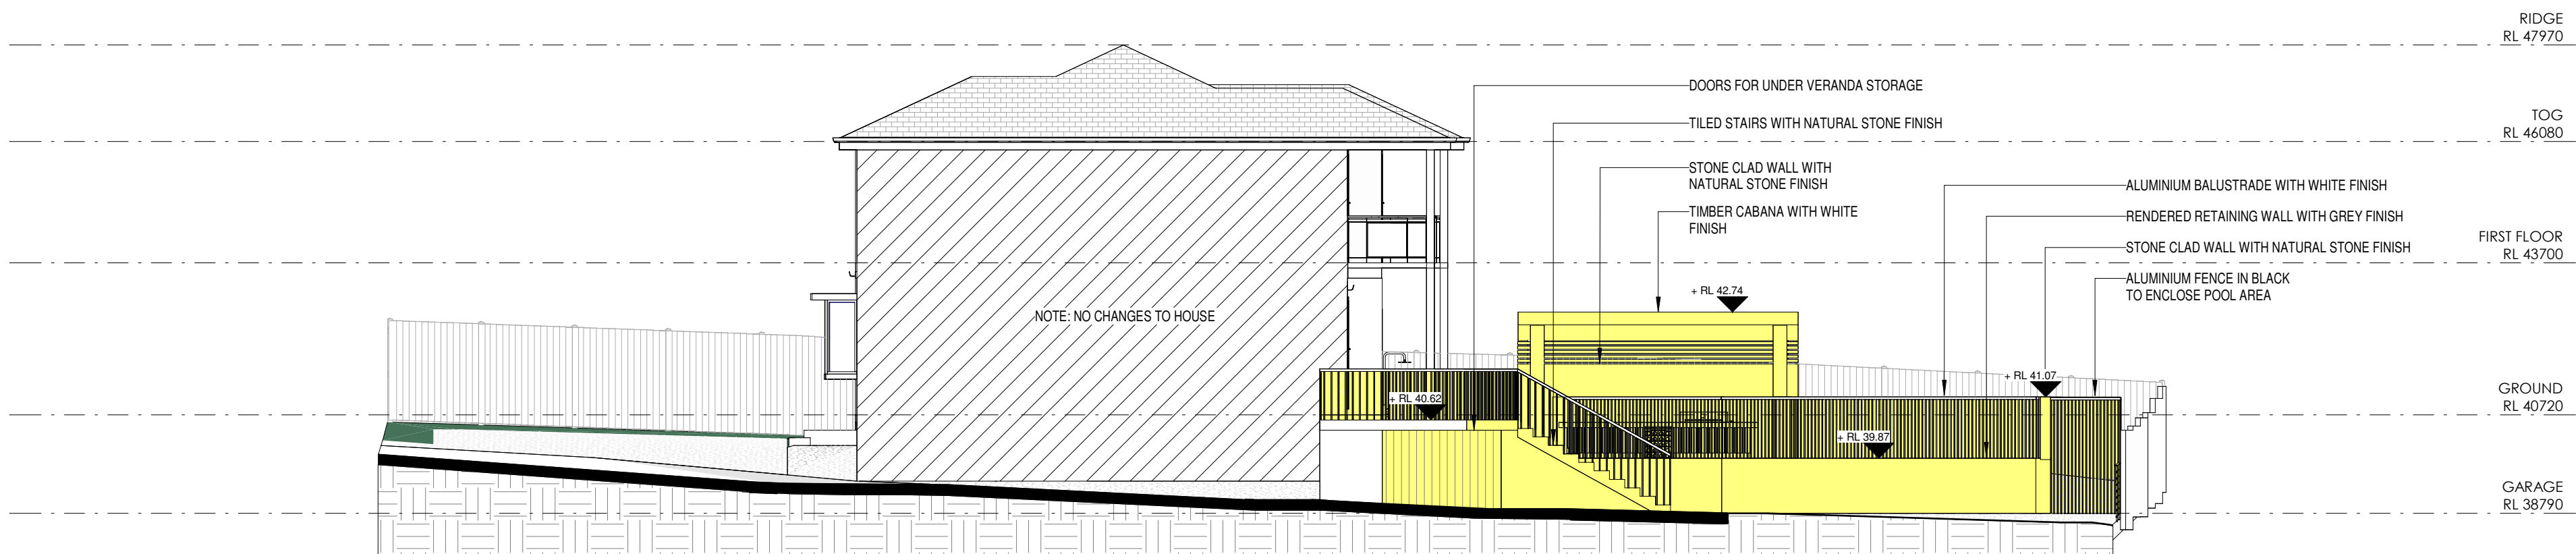 RIDGE
RL 47970
DOORS FOR UNDER VERANDA STORAGE
TOG
RL 46080
TILED STAIRS WITH NATURAL STONE FINISH
STONE CLAD WALL WITH
NATURAL STONE FINISH
ALUMINIUM BALUSTRADE WITH WHITE FINISH
TIMBER CABANA WITH WHITE
FINISH
RENDERED RETAINING WALL WITH GREY FINISH
FIRST FLOOR
RL 43700
STONE CLAD WALL WITH NATURAL STONE FINISH
ALUMINIUM FENCE IN BLACK
TO ENCLOSE POOL AREA
+ RL 42.74
NOTE: NO CHANGES TO HOUSE
+ RL 41.07
GROUND
RL 40720
+ RL 40.62
+ RL 39.87
GARAGE
RL 38790